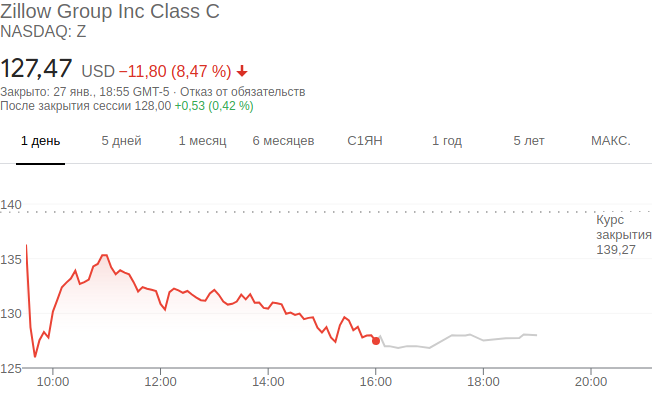 Zillow Group Inc Class C
NASDAQ: Z
127,47 USD −11,80 (8,47 %)
Закрыто: 27 янв., 18:55 GMT-5 · Отказ от обязательств
После закрытия сессии 128,00 +0,53 (0,42 %)
1 день 5 дней 1 месяц 6 месяцев С1ЯН 1 год 5 лет МАКС.
140
Курс
закрытия
139,27
135
130
125
10:00 12:00 14:00 16:00 18:00 20:00